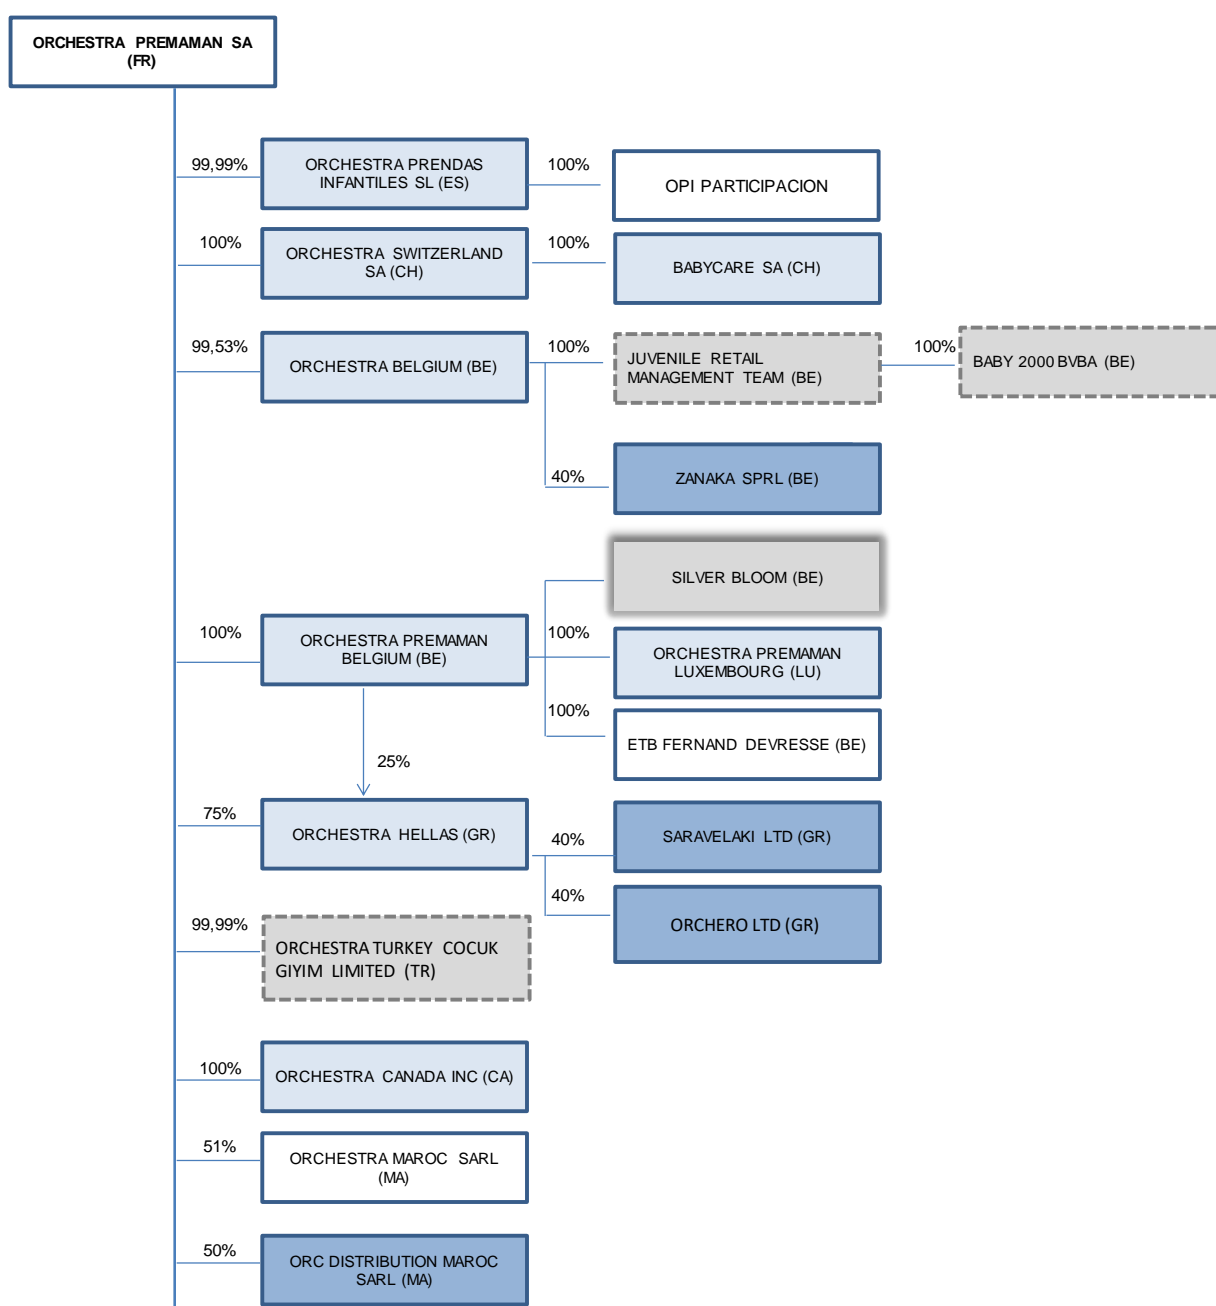 ORCHESTRA PREMAMAN SA
(FR)
99,99%
ORCHESTRA PRENDAS
INFANTILES SL (ES)
100%
OPI PARTICIPACION
100%
ORCHESTRA SWITZERLAND
SA (CH)
100%
BABYCARE SA (CH)
99,53%
ORCHESTRA BELGIUM (BE)
100%
JUVENILE RETAIL
MANAGEMENT TEAM (BE)
100%
BABY 2000 BVBA (BE)
40%
ZANAKA SPRL (BE)
SILVER BLOOM (BE)
100%
ORCHESTRA PREMAMAN
BELGIUM (BE)
100%
ORCHESTRA PREMAMAN
LUXEMBOURG (LU)
100%
ETB FERNAND DEVRESSE (BE)
25%
75%
ORCHESTRA HELLAS (GR)
40%
SARAVELAKI LTD (GR)
40%
ORCHERO LTD (GR)
99,99%
ORCHESTRA TURKEY COCUK
GIYIM LIMITED (TR)
100%
ORCHESTRA CANADA INC (CA)
51%
ORCHESTRA MAROC SARL
(MA)
50%
ORC DISTRIBUTION MAROC
SARL (MA)